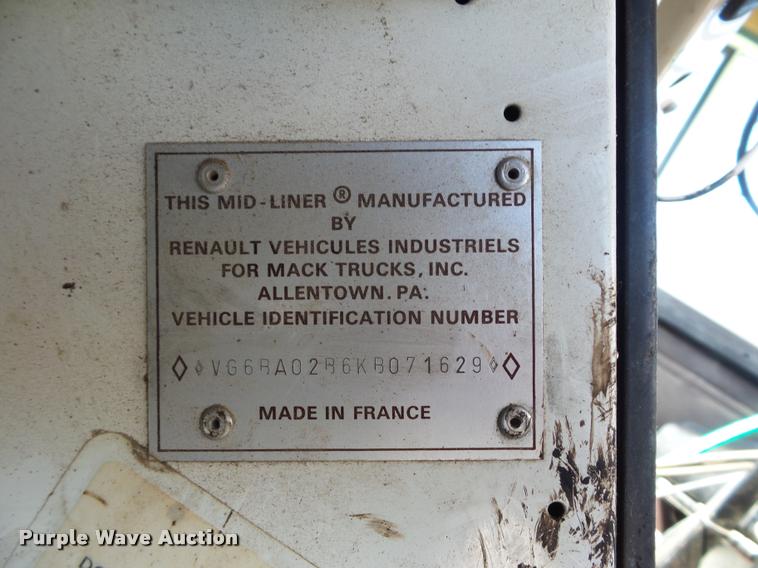 THIS MID-LINER ® MANUFACTURED
BY
RENAULT VEHICULES INDUSTRIELS
FOR MACK TRUCKS, INC.
ALLENTOWN. PA.
VEHICLE IDENTIFICATION NUMBER
VG6BA02B6KB071629
MADE IN FRANCE
Purple Wave Auction